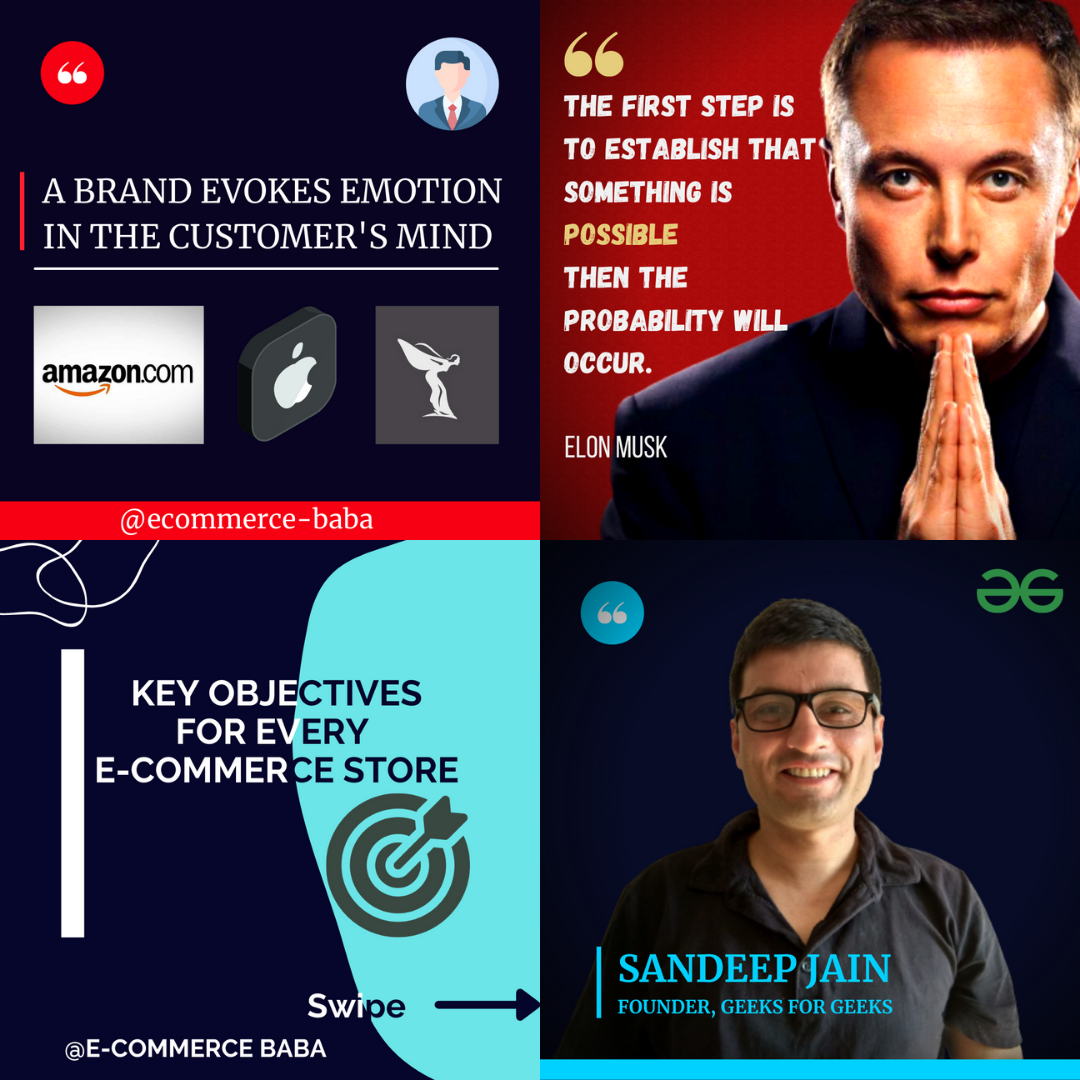 A BRAND EVOKES EMOTION
IN THE CUSTOMER'S MIND
amazon.com
@ecommerce-baba
THE FIRST STEP IS
TO ESTABLISH THAT
SOMETHING IS
POSSIBLE
THEN THE
PROBABILITY WILL
OCCUR.
ELON MUSK
KEY OBJECTIVES
FOR EVERY
E-COMMERCE STORE
Swipe
@E-COMMERCE BABA
SANDEEP JAIN
FOUNDER, GEEKS FOR GEEKS